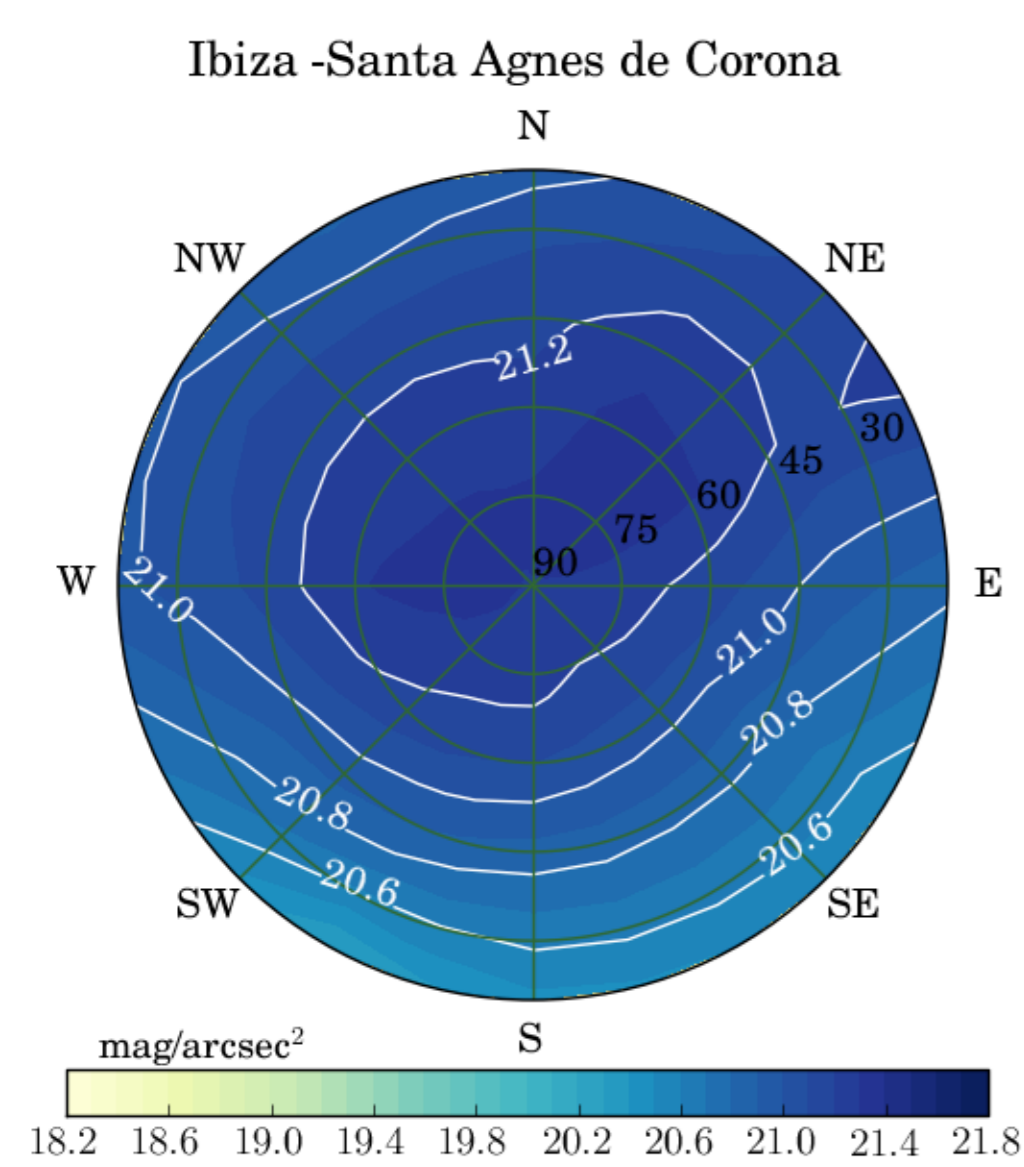 Ibiza -Santa Agnes de Corona
N
NW
NE
21.2
30
45
60
75
90
W
E
21.0
21.0
20.8
20.8
20.6
20.6
SW
SE
S
mag/arcsec²
18.2 18.6 19.0 19.4 19.8 20.2 20.6 21.0 21.4 21.8